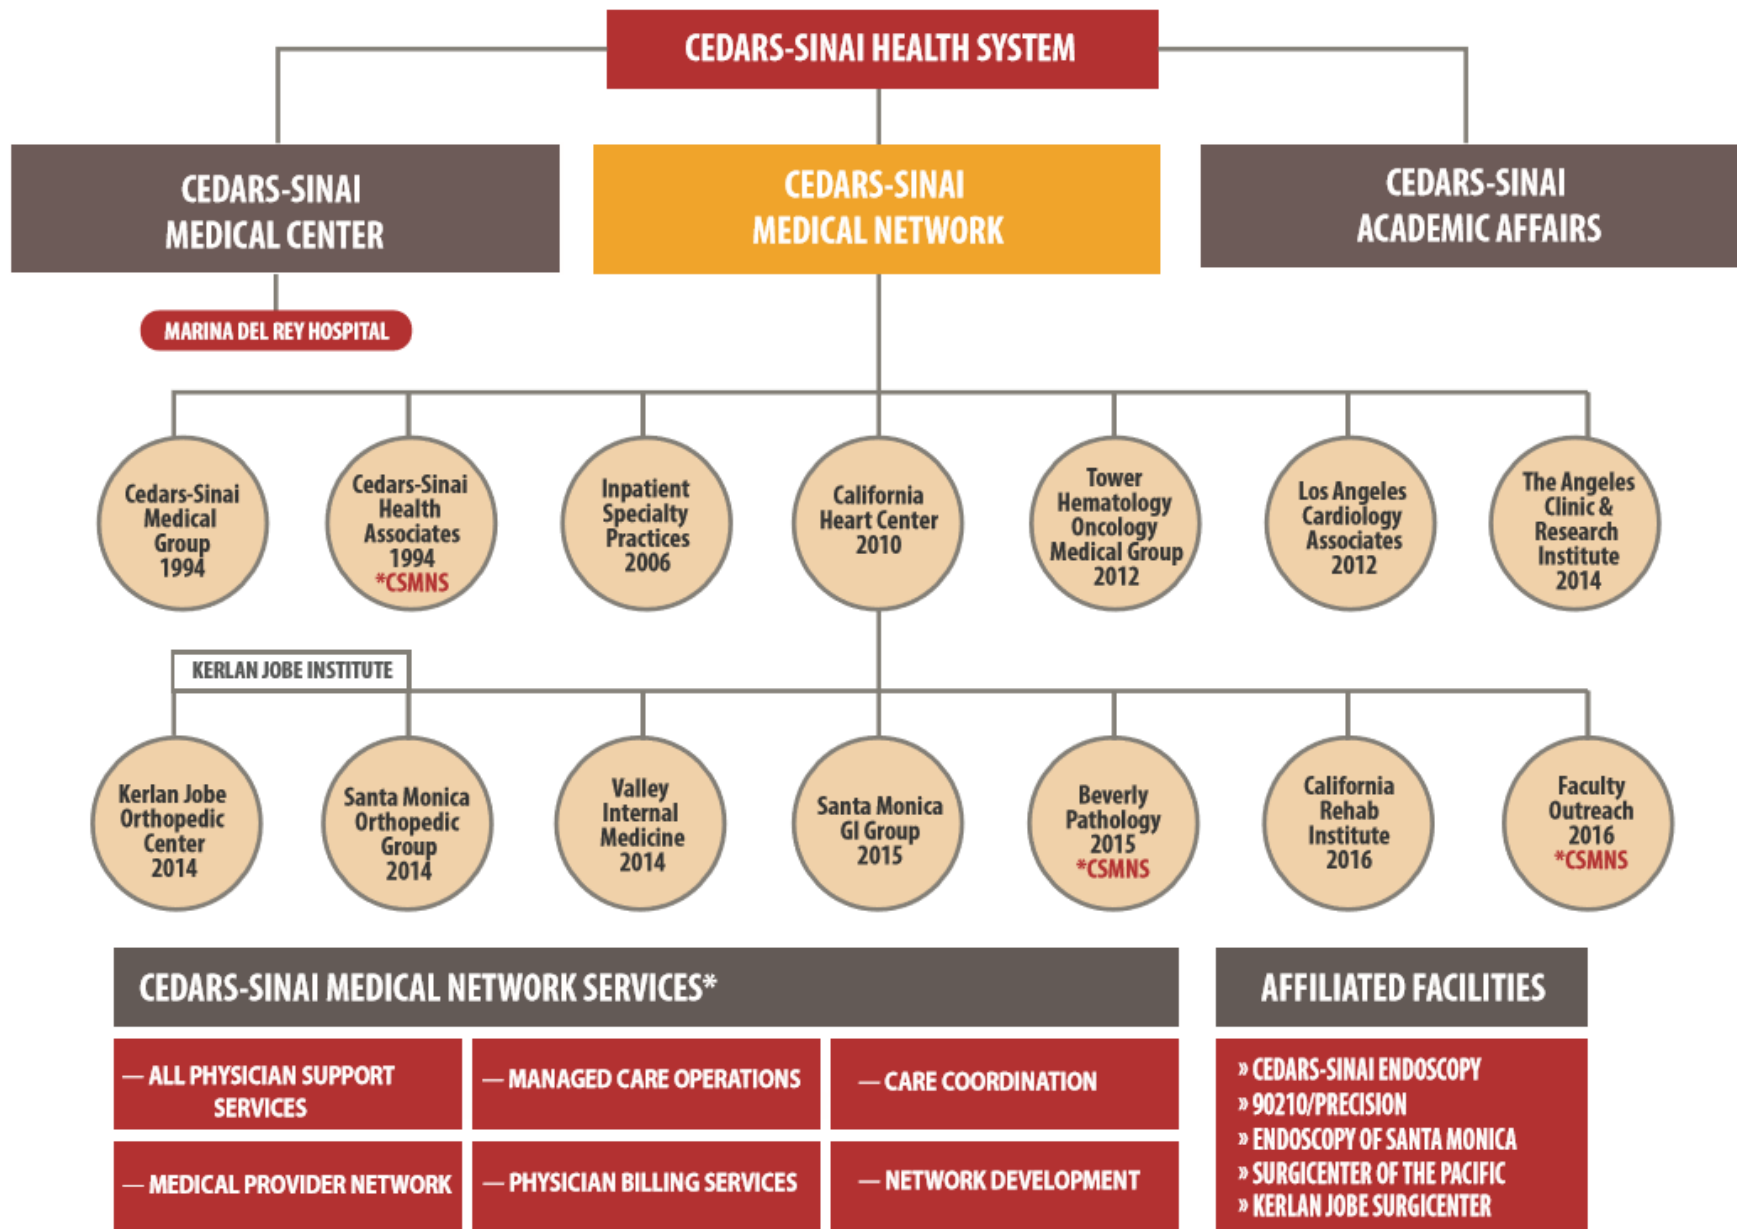 CEDARS-SINAI HEALTH SYSTEM
CEDARS-SINAI
MEDICAL CENTER
CEDARS-SINAI
MEDICAL NETWORK
CEDARS-SINAI
ACADEMIC AFFAIRS
MARINA DEL REY HOSPITAL
Cedars-Sinai
Medical
Group
1994
Cedars-Sinai
Health
Associates
1994
*CSMNS
Inpatient
Specialty
Practices
2006
California
Heart Center
2010
Tower
Hematology
Oncology
Medical Group
2012
Los Angeles
Cardiology
Associates
2012
The Angeles
Clinic &
Research
Institute
2014
KERLAN JOBE INSTITUTE
Kerlan Jobe
Orthopedic
Center
2014
Santa Monica
Orthopedic
Group
2014
Valley
Internal
Medicine
2014
Santa Monica
GI Group
2015
Beverly
Pathology
2015
*CSMNS
California
Rehab
Institute
2016
Faculty
Outreach
2016
*CSMNS
CEDARS-SINAI MEDICAL NETWORK SERVICES*
— ALL PHYSICIAN SUPPORT
SERVICES
— MANAGED CARE OPERATIONS
— CARE COORDINATION
— MEDICAL PROVIDER NETWORK
— PHYSICIAN BILLING SERVICES
— NETWORK DEVELOPMENT
AFFILIATED FACILITIES
» CEDARS-SINAI ENDOSCOPY
» 90210/PRECISION
» ENDOSCOPY OF SANTA MONICA
» SURGICENTER OF THE PACIFIC
» KERLAN JOBE SURGICENTER